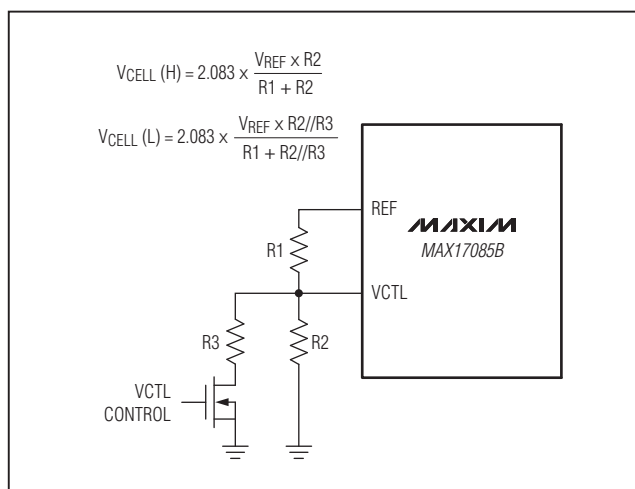 VCELL (H) = 2.083 x VREF x R2 / R1 + R2
VCELL (L) = 2.083 x VREF x R2//R3 / R1 + R2//R3
REF
MAXIM
MAX17085B
R1
VCTL
R3
R2
VCTL
CONTROL